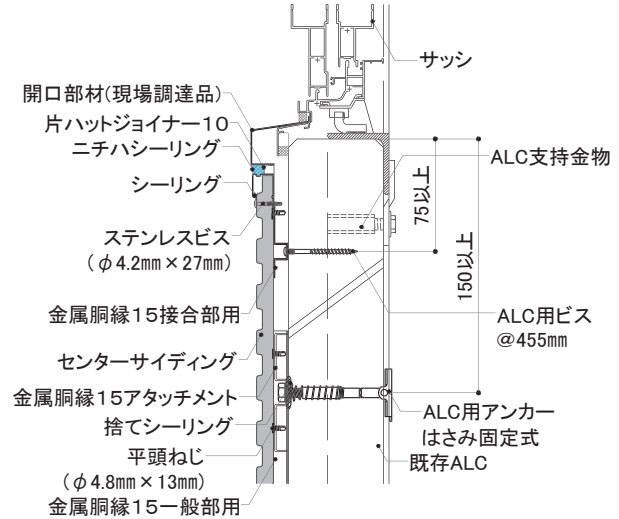 サッシ
開口部材(現場調達品)
片ハットジョイナー10
ニチハシーリング
シーリング
ステンレスビス
(φ4.2mm×27mm)
金属胴縁15接合部用
センターサイディング
金属胴縁15アタッチメント
捨てシーリング
平頭ねじ
(φ4.8mm×13mm)
金属胴縁15一般部用
ALC支持金物
75以上
150以上
ALC用ビス
@455mm
ALC用アンカー
はさみ固定式
既存ALC